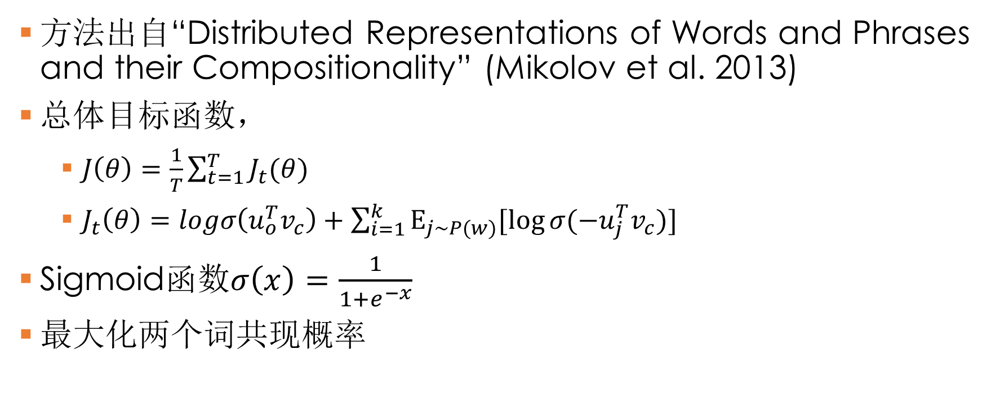 ▪ 方法出自“Distributed Representations of Words and Phrases
and their Compositionality” (Mikolov et al. 2013)
▪ 总体目标函数，
▪ $J(\theta) = \frac{1}{T}\sum_{t=1}^{T} J_t(\theta)$
▪ $J_t(\theta) = log\sigma(u_o^T v_c) + \sum_{i=1}^{k} \mathrm{E}_{j\sim P(w)}[\log \sigma(-u_j^T v_c)]$
▪ Sigmoid函数$\sigma(x) = \frac{1}{1+e^{-x}}$
▪ 最大化两个词共现概率